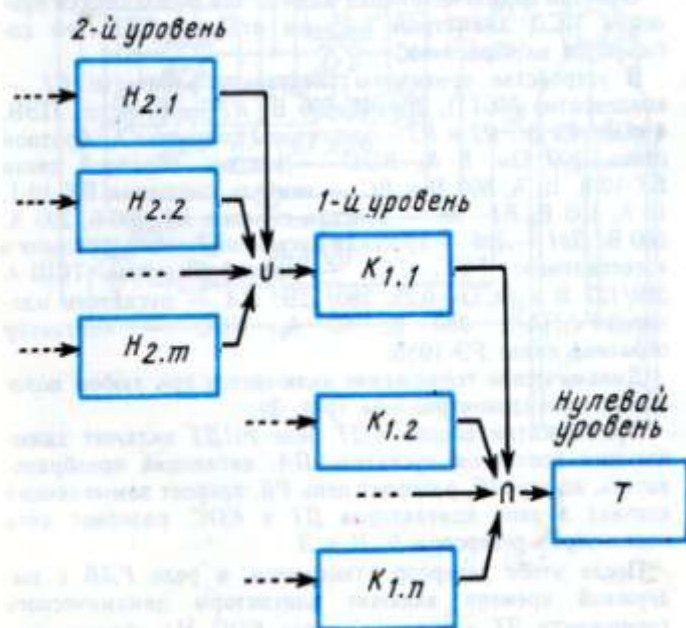 2-й уровень
H2.1
H2.2
1-й уровень
U
K1.1
H2.m
K1.2
Нулевой
уровень
∩
T
K1.n